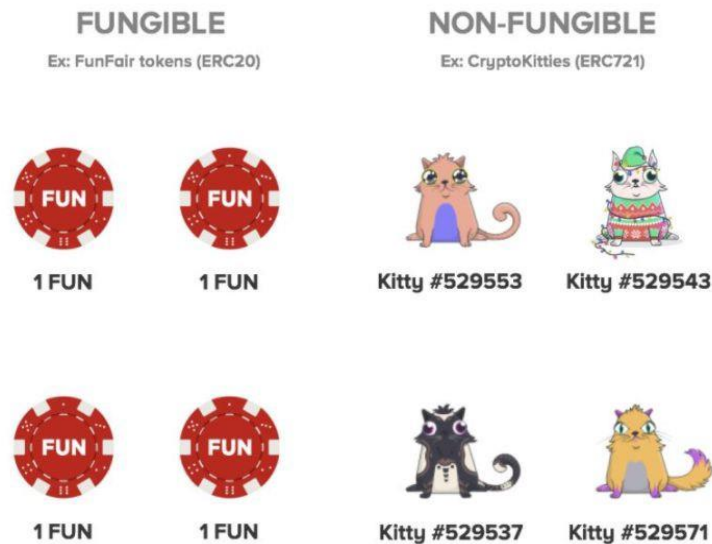 FUNGIBLE
Ex: FunFair tokens (ERC20)
FUN
FUN
1 FUN
1 FUN
FUN
FUN
1 FUN
1 FUN
NON-FUNGIBLE
Ex: CryptoKitties (ERC721)
Kitty #529553
Kitty #529543
Kitty #529537
Kitty #529571